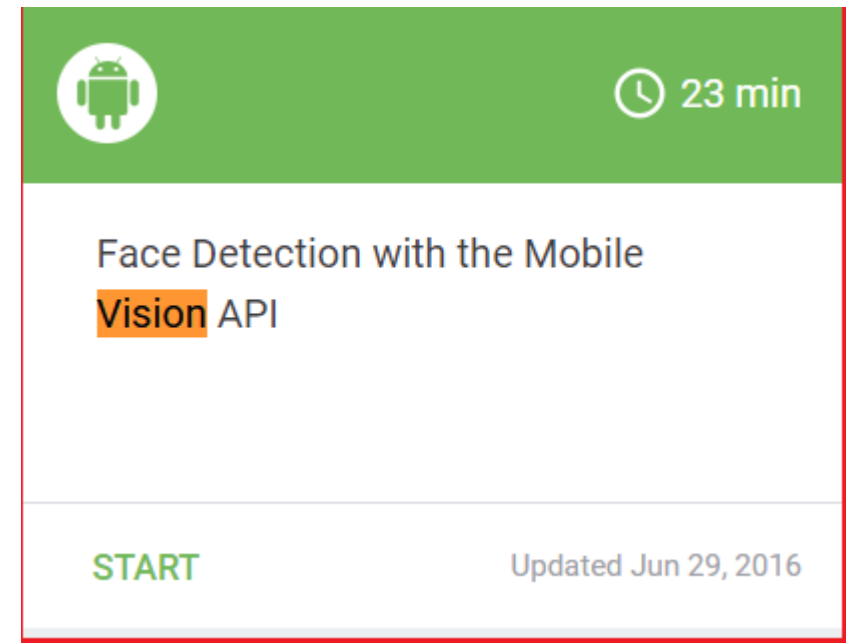 23 min
Face Detection with the Mobile
Vision API
START
Updated Jun 29, 2016